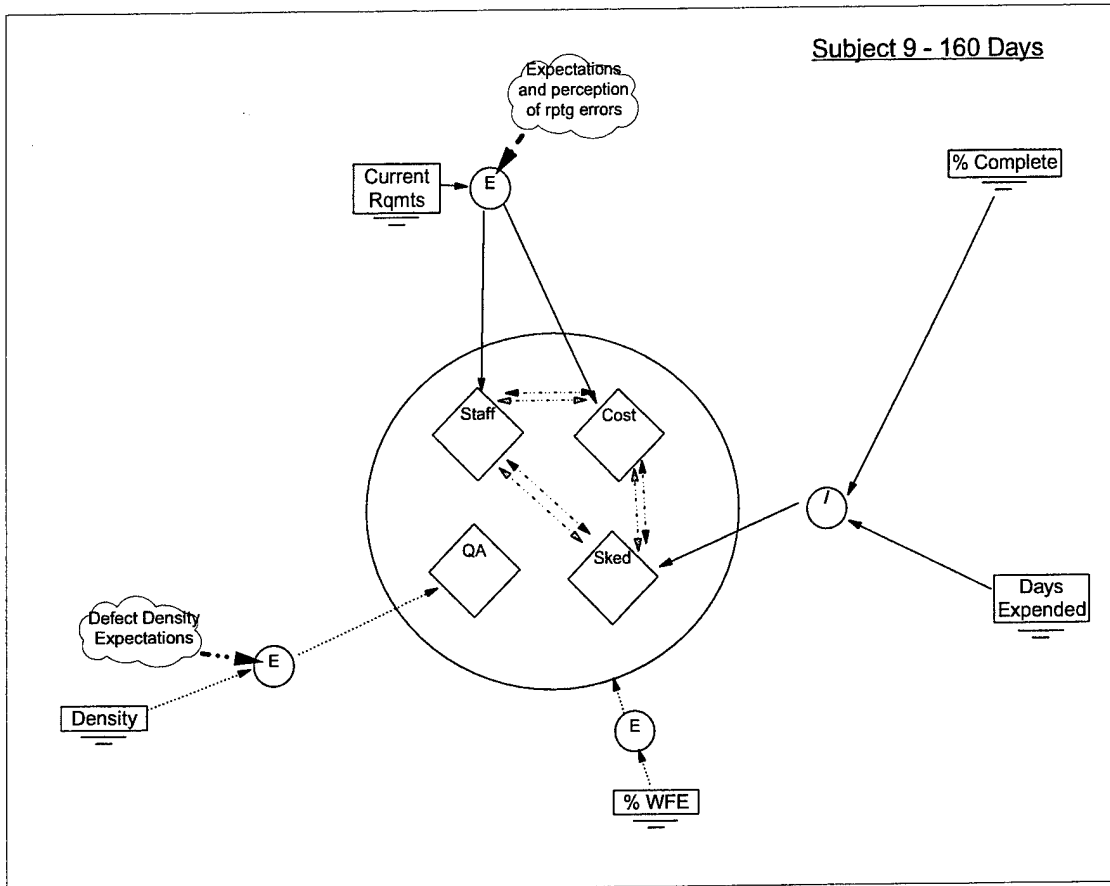 Subject 9 - 160 Days
Expectations
and perception
of rptg errors
Current
Rqmts
E
% Complete
Staff
Cost
/
QA
Sked
Days
Expended
Defect Density
Expectations
E
Density
E
% WFE